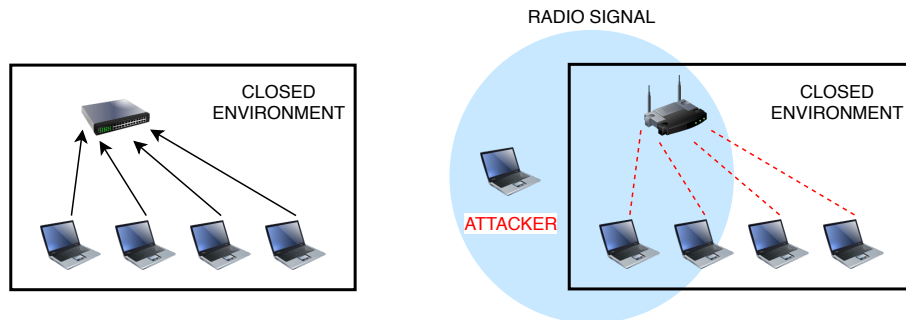 RADIO SIGNAL
CLOSED
ENVIRONMENT
CLOSED
ENVIRONMENT
ATTACKER